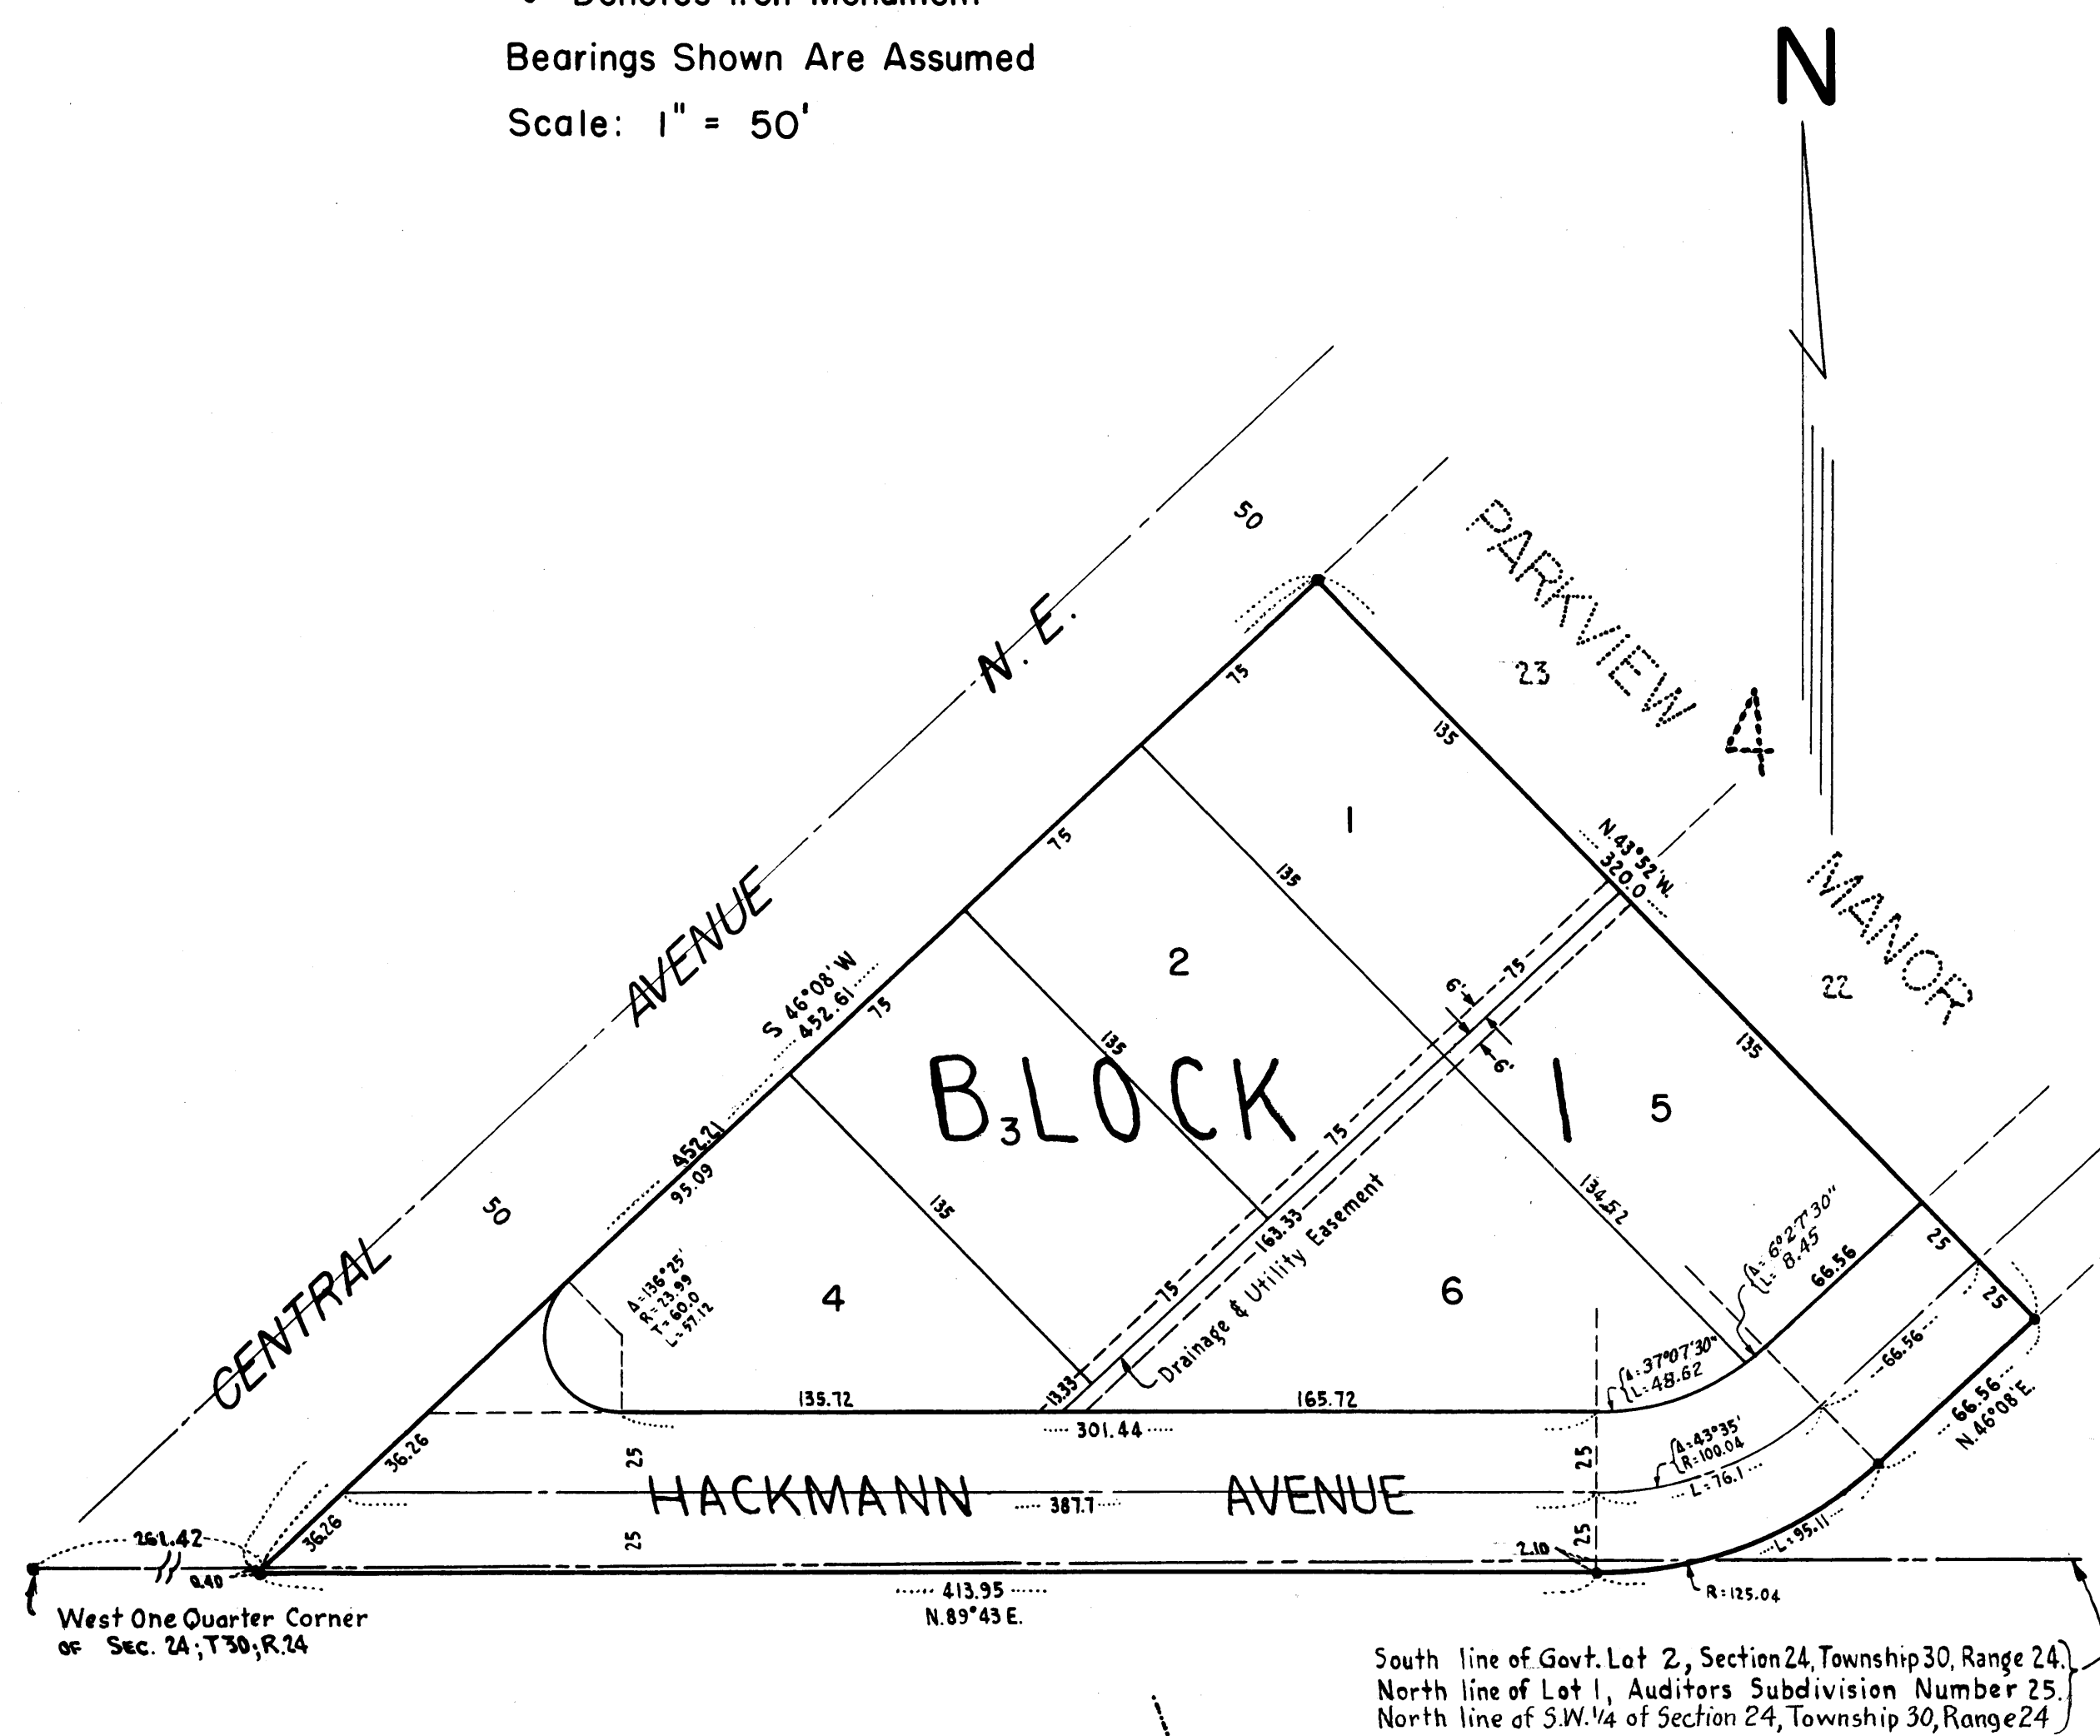 Bearings Shown Are Assumed
Scale: 1" = 50'
N
50
N. E.
PARKVIEW
23
4
75
135
1
N.43°52'W.
320.0
MANOR
22
75
135
AVENUE
2
6'
75
6'
S 46°08'W
452.61
75
135
135
BLOCK 1
3
5
452.21
95.09
75
50
135
163.33
134.52
Δ=6°27'30"
L=8.45
66.56
25
25
CENTRAL
Δ=136°25'
R=23.99
T=60.0
L=57.12
4
75
Drainage & Utility Easement
6
Δ=37°07'30"
L=48.62
66.56
66.56
N.46°08'E.
13.33
135.72
165.72
301.44
36.26
25
25
Δ=43°35'
R=100.04
L=76.1
HACKMANN AVENUE
387.7
36.26
25
25
2.10
L=95.11
261.42
0.40
413.95
N.89°43 E.
R=125.04
West One Quarter Corner
OF SEC. 24; T30; R.24
South line of Govt. Lot 2, Section 24, Township 30, Range 24.
North line of Lot 1, Auditors Subdivision Number 25.
North line of S.W.1/4 of Section 24, Township 30, Range 24